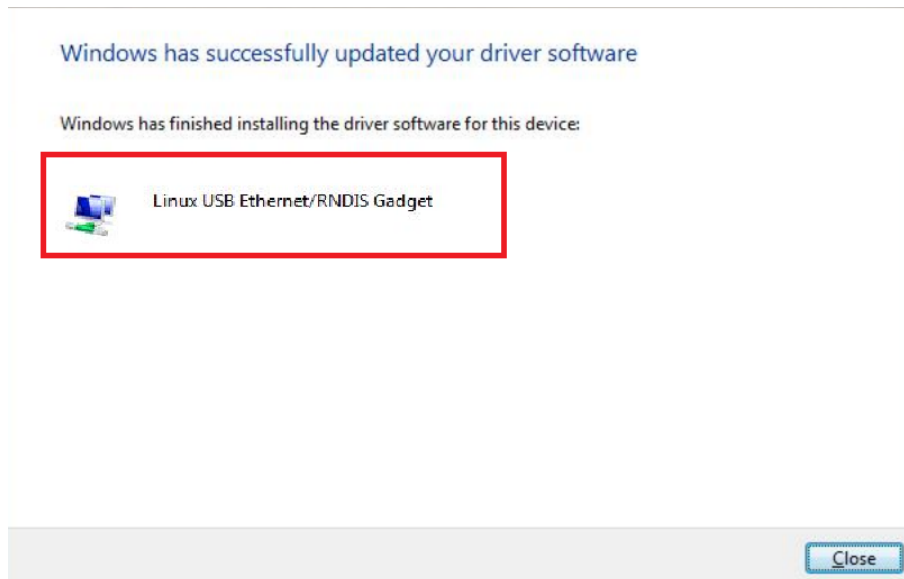 Windows has successfully updated your driver software
Windows has finished installing the driver software for this device:
Linux USB Ethernet/RNDIS Gadget
Close